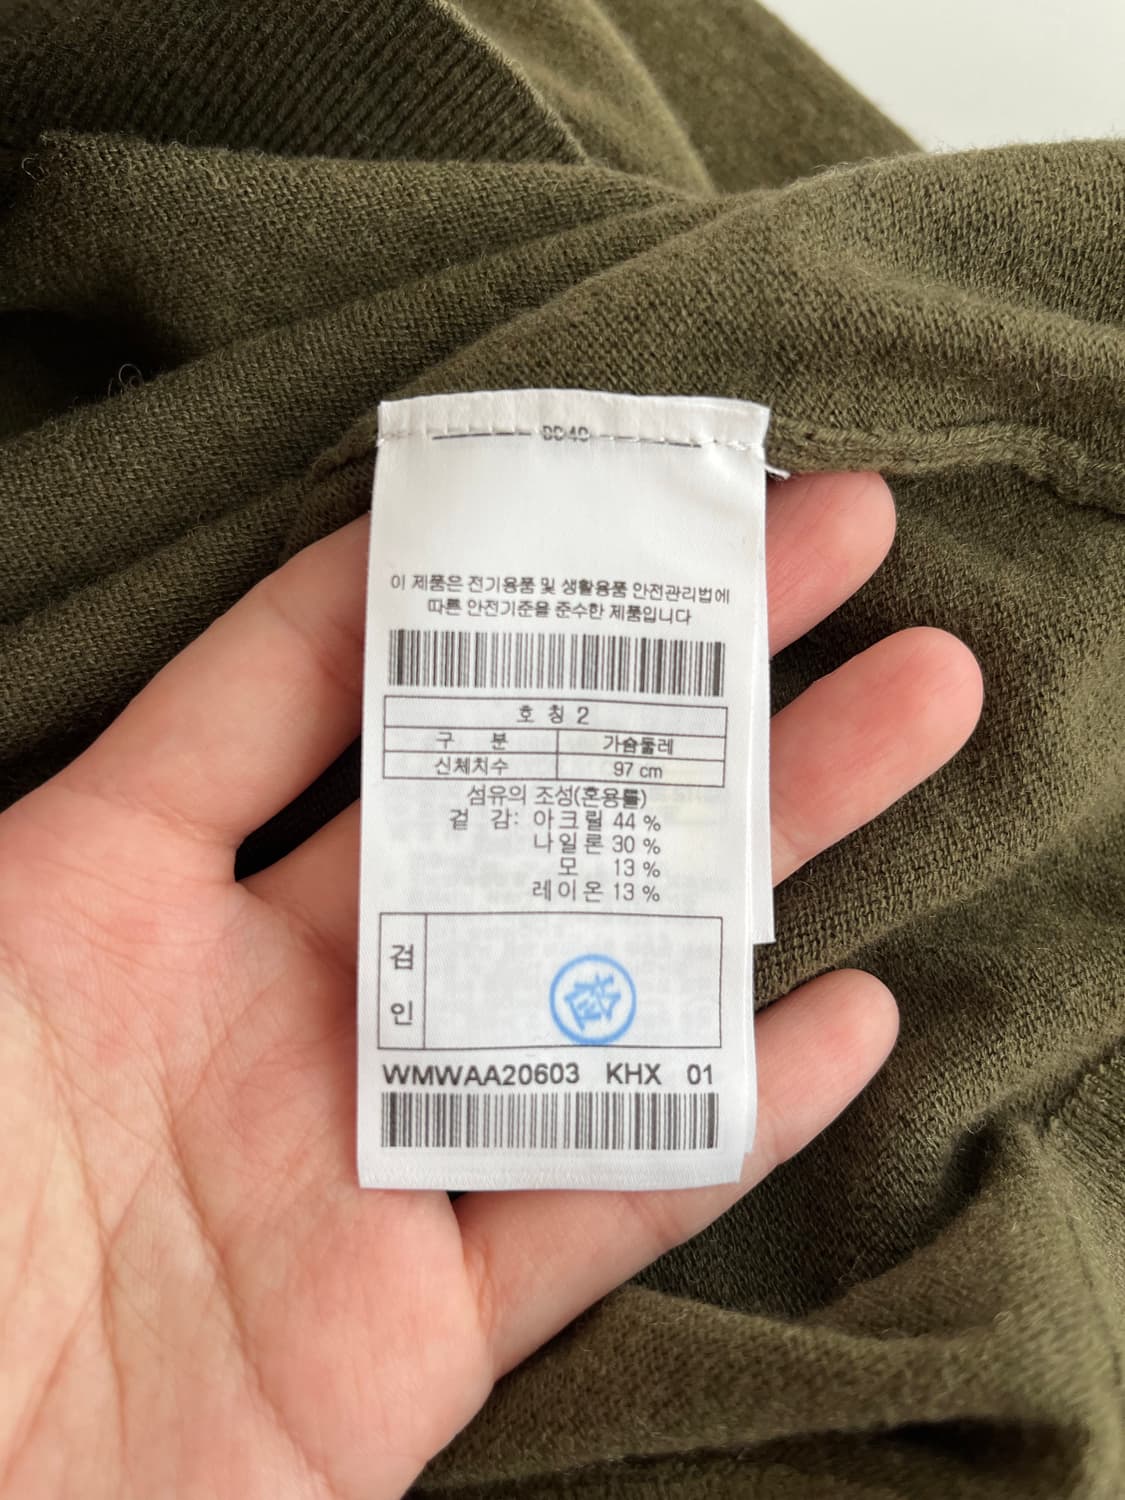 이 제품은 전기용품 및 생활용품 안전관리법에
따른 안전기준을 준수한 제품입니다
호 칭 2
구 분 가슴둘레
신체치수 97 cm
섬유의 조성(혼용률)
겉 감: 아크릴 44 %
나일론 30 %
모 13 %
레이온 13 %
검
인
檢
WMWAA20603 KHX 01